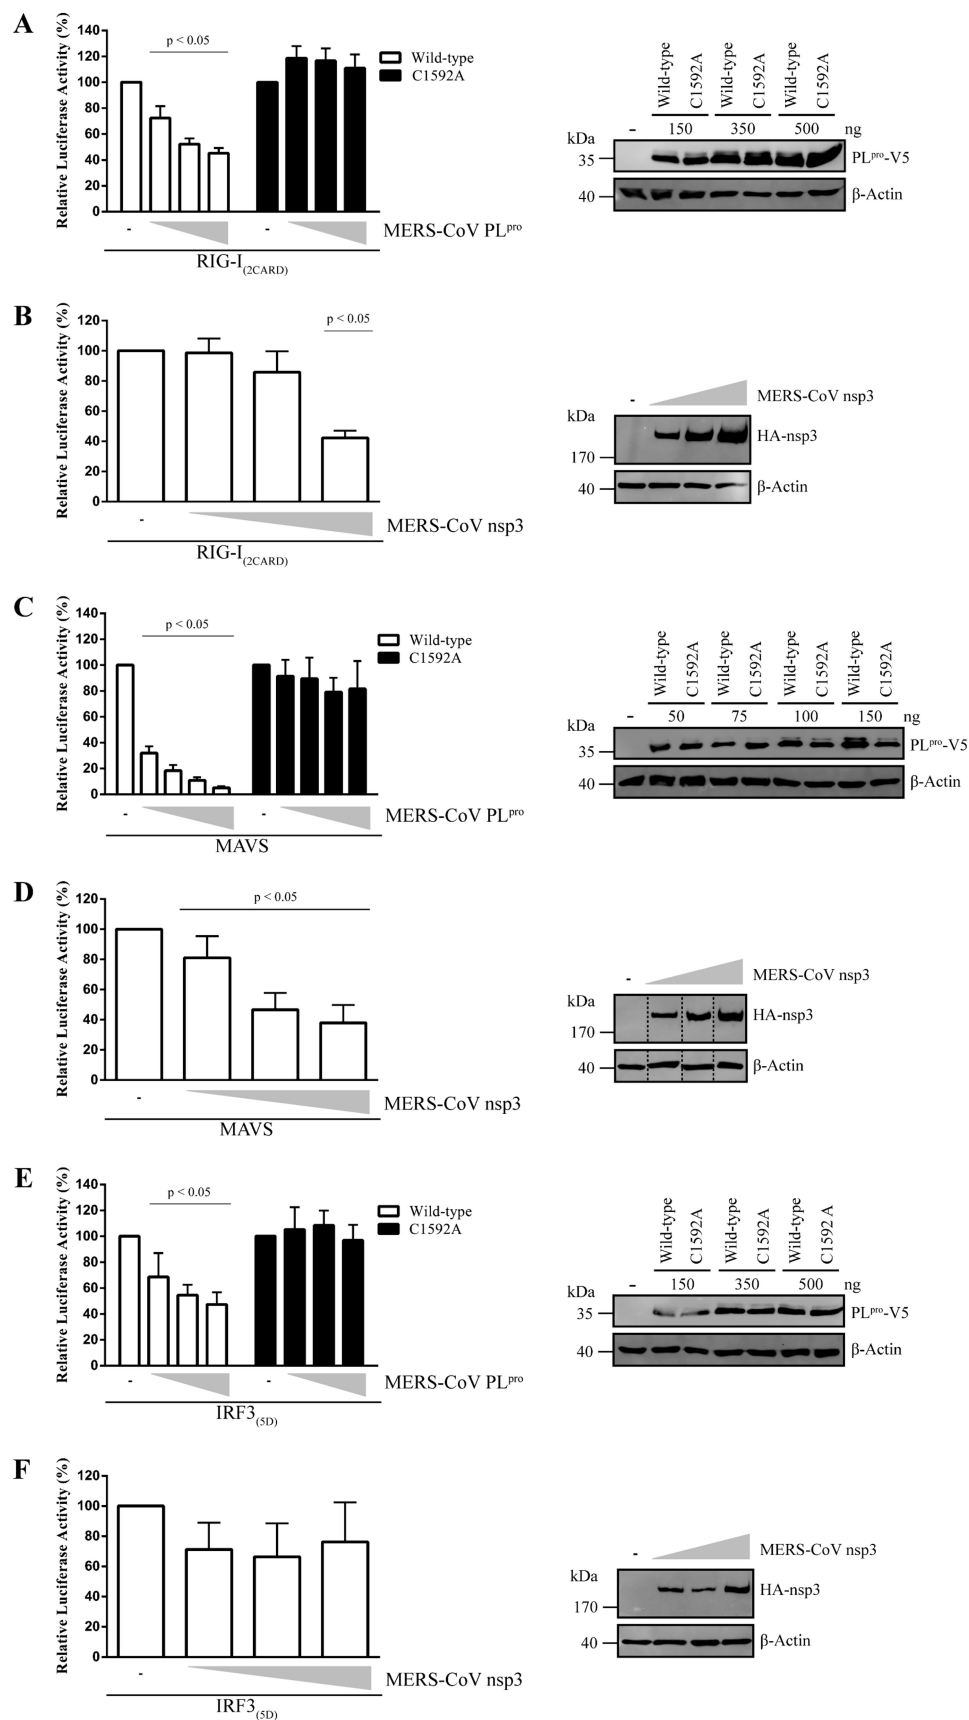 A
Relative Luciferase Activity (%)
140
120
100
80
60
40
20
0
p < 0.05
Wild-type
C1592A
-
-
MERS-CoV PLpro
RIG-I(2CARD)
Wild-type
C1592A
Wild-type
C1592A
Wild-type
C1592A
kDa
-
150
350
500
ng
35
PLpro-V5
40
β-Actin
B
Relative Luciferase Activity (%)
120
100
80
60
40
20
0
p < 0.05
-
MERS-CoV nsp3
RIG-I(2CARD)
-
MERS-CoV nsp3
kDa
HA-nsp3
170
40
β-Actin
C
Relative Luciferase Activity (%)
140
120
100
80
60
40
20
0
p < 0.05
Wild-type
C1592A
-
-
MERS-CoV PLpro
MAVS
Wild-type
C1592A
Wild-type
C1592A
Wild-type
C1592A
Wild-type
C1592A
kDa
-
50
75
100
150
ng
35
PLpro-V5
40
β-Actin
D
Relative Luciferase Activity (%)
120
100
80
60
40
20
0
p < 0.05
-
MERS-CoV nsp3
MAVS
-
MERS-CoV nsp3
kDa
HA-nsp3
170
40
β-Actin
E
Relative Luciferase Activity (%)
140
120
100
80
60
40
20
0
p < 0.05
Wild-type
C1592A
-
-
MERS-CoV PLpro
IRF3(5D)
Wild-type
C1592A
Wild-type
C1592A
Wild-type
C1592 A
kDa
-
150
350
500
ng
35
PLpro-V5
40
β-Actin
F
Relative Luciferase Activity (%)
120
100
80
60
40
20
0
-
MERS-CoV nsp3
IRF3(5D)
-
MERS-CoV nsp3
kDa
HA-nsp3
170
40
β-Actin